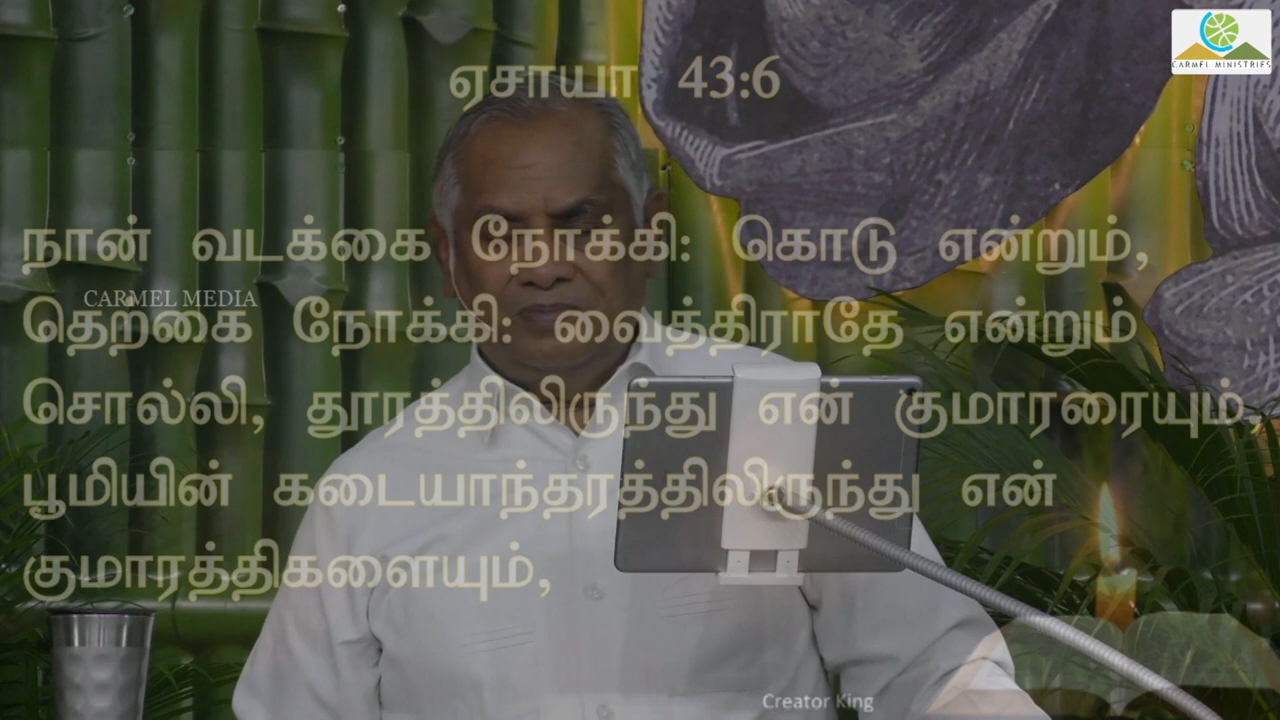 CARMEL MINISTRIES
ஏசாயா 43:6
நான் வடக்கை நோக்கி: கொடு என்றும்,
CARMEL MEDIA
தெற்கை நோக்கி: வைத்திராதே என்றும்
சொல்லி, தூரத்திலிருந்து என் குமாரரையும்,
பூமியின் கடையாந்தரத்திலிருந்து என்
குமாரத்திகளையும்,
Creator King